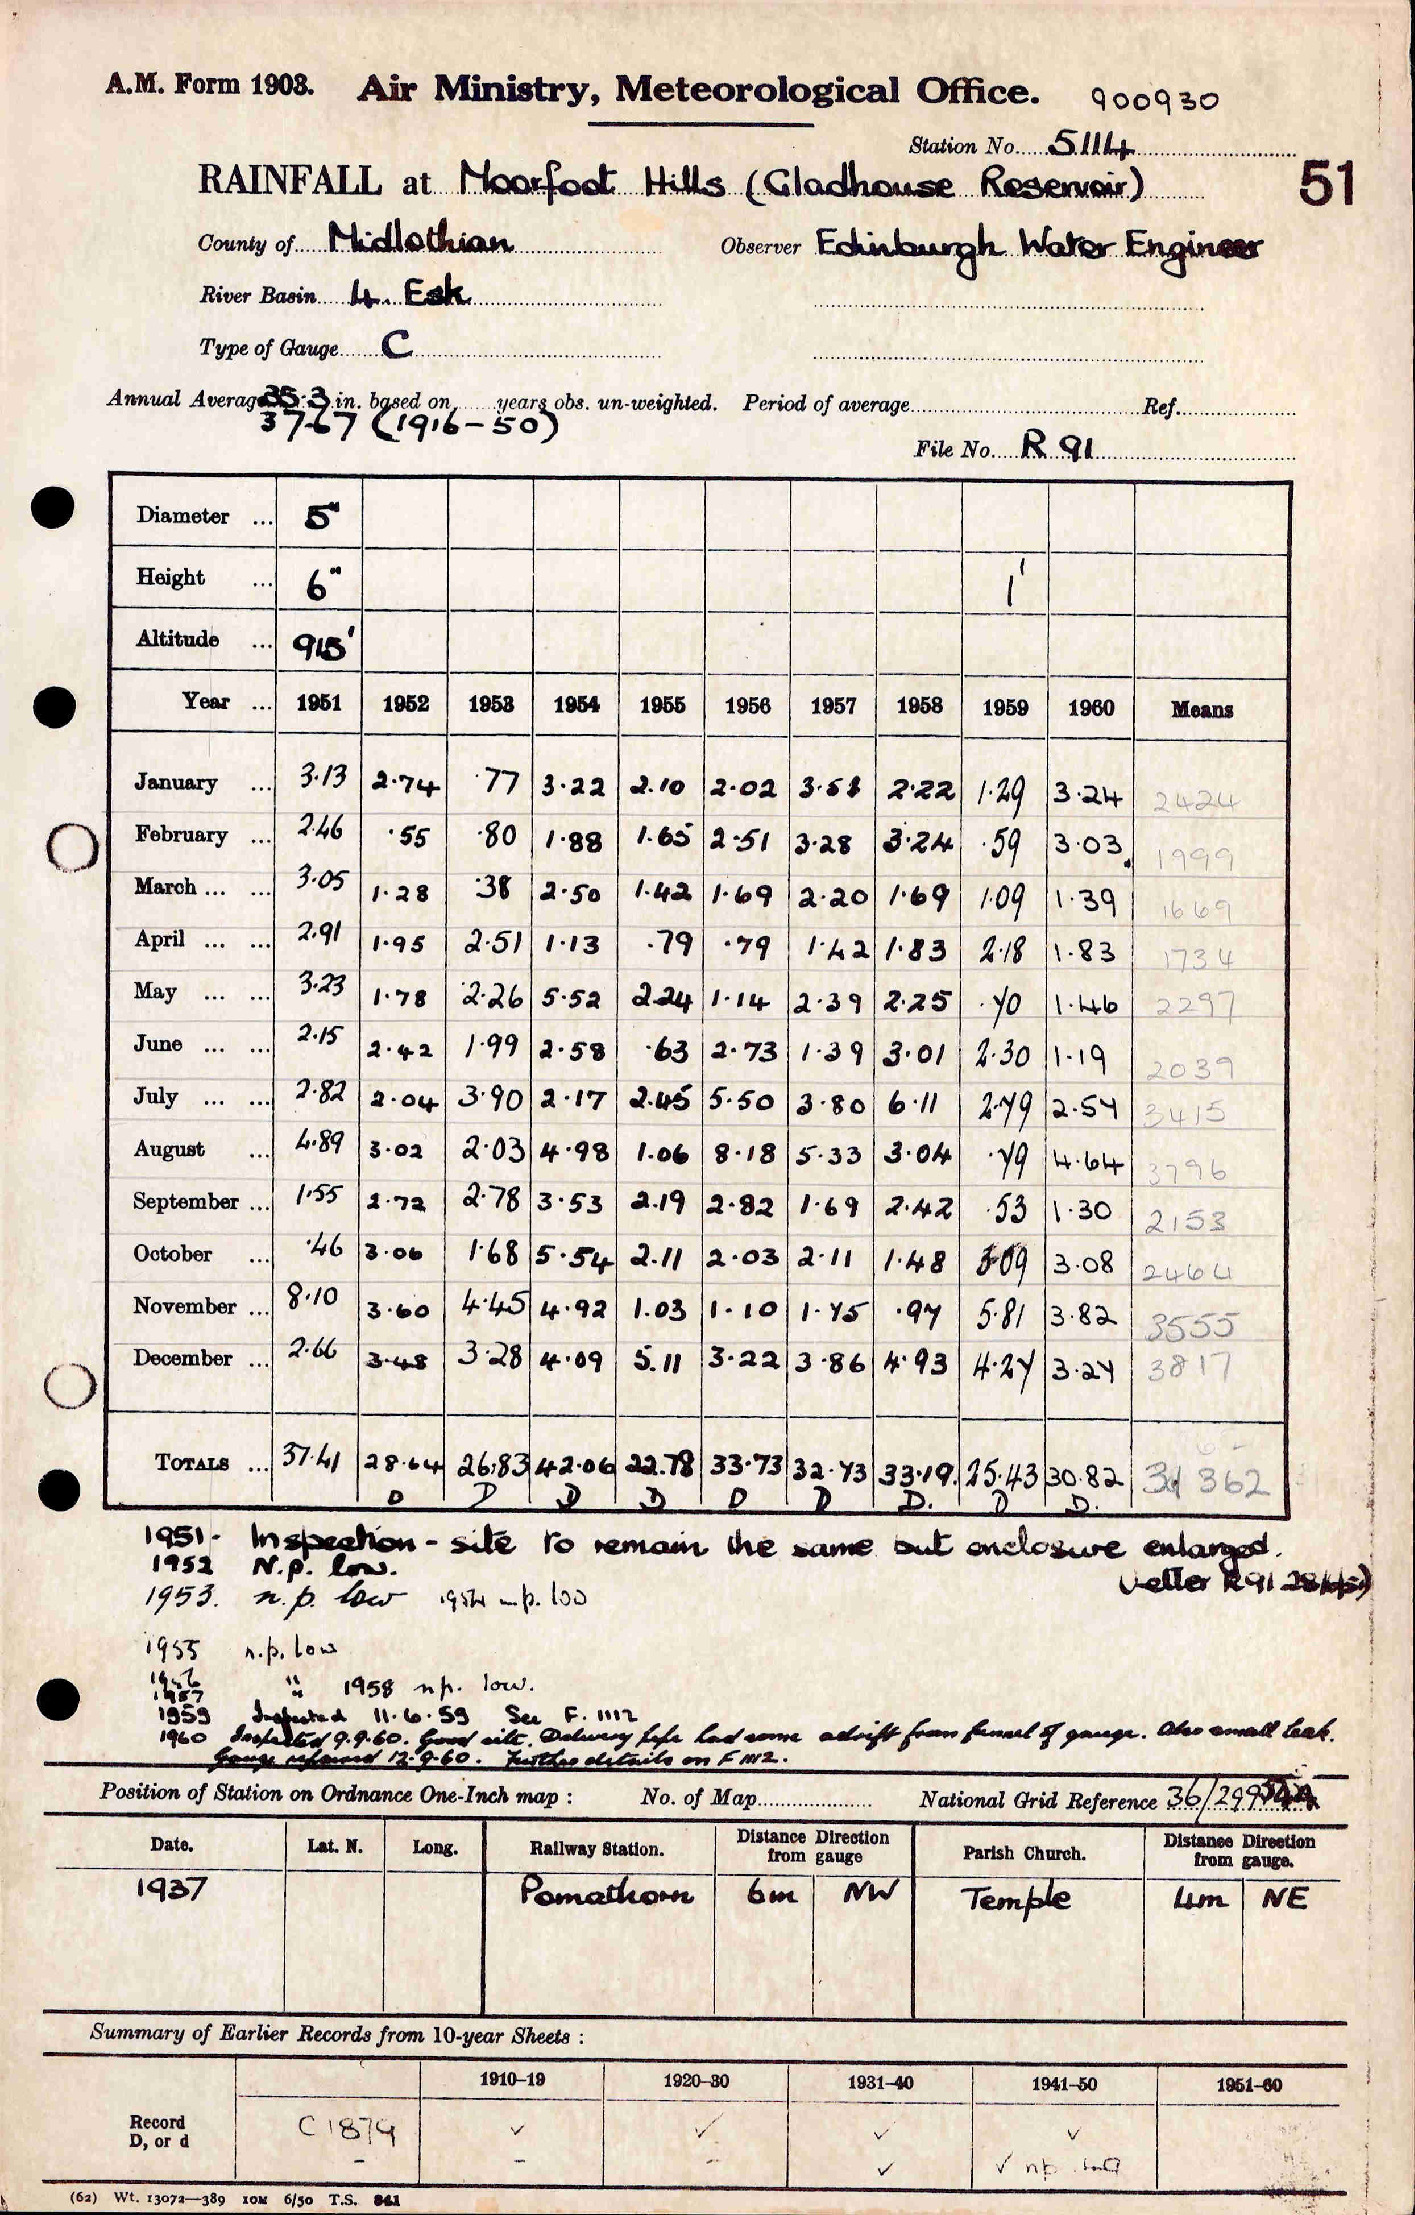 A.M. Form 1903. Air Ministry, Meteorological Office. 900930
Station No. 5114
RAINFALL at Moorfoot Hills (Gladhouse Reservoir) 51
County of Midlothian Observer Edinburgh Water Engineer
River Basin 4. Esk
Type of Gauge C
Annual Average 35.3 in. based on years obs. un-weighted. Period of average Ref.
37.67 (1916-50)
File No. R 91
Diameter ... 5"
Height ... 6" 1'
Altitude ... 915'
Year ... 1951 1952 1953 1954 1955 1956 1957 1958 1959 1960 Means
January ... 3.13 2.74 .77 3.22 2.10 2.02 3.51 2.22 1.29 3.24 2424
February ... 2.46 .55 .80 1.88 1.65 2.51 3.28 3.24 .59 3.03 1999
March ... ... 3.05 1.28 .38 2.50 1.42 1.69 2.20 1.69 1.09 1.39 1669
April ... ... 2.91 1.95 2.51 1.13 .79 .79 1.42 1.83 2.18 1.83 1734
May ... ... 3.23 1.78 2.26 5.52 2.24 1.14 2.39 2.25 .70 1.46 2297
June ... ... 2.15 2.42 1.99 2.58 .63 2.73 1.39 3.01 2.30 1.19 2039
July ... ... 2.82 2.04 3.90 2.17 2.45 5.50 3.80 6.11 2.79 2.57 3415
August ... 4.89 3.02 2.03 4.98 1.06 8.18 5.33 3.04 .79 4.64 3796
September ... 1.55 2.72 2.78 3.53 2.19 2.82 1.69 2.42 .53 1.30 2153
October ... .46 3.06 1.68 5.54 2.11 2.03 2.11 1.48 3.09 3.08 2464
November ... 8.10 3.60 4.45 4.92 1.03 1.10 1.75 .97 5.81 3.82 3555
December ... 2.66 3.48 3.28 4.09 5.11 3.22 3.86 4.93 4.27 3.27 3817
TOTALS ... 37.41 28.64 26.83 42.06 22.78 33.73 32.73 33.19. 25.43 30.82 31 362
D D D D D D D. D D.
1951- Inspection - site to remain the same but enclosure enlarged.
1952 N.p. low. R91
1953. n.p. low 1954 n.p. low
1955 n.p. low
1956 "
1957 " 1958 n.p. low.
1959 Inspected 11.6.59 See F. 1112
1960 Inspected 9.9.60. Good site. Delivery pipe had come adrift from funnel of gauge. Also small leak.
Gauge repaired 12.9.60. Further details on F 1112.
Position of Station on Ordnance One-Inch map : No. of Map National Grid Reference 36/299
Date. Lat. N. Long. Railway Station. Distance Direction from gauge Parish Church. Distance Direction from gauge.
1937 Pomathorn 6m NW Temple 4m NE
Summary of Earlier Records from 10-year Sheets :
1910-19 1920-30 1931-40 1941-50 1951-60
Record C 1879 ✓ ✓ ✓ ✓
D, or d - - - ✓ ✓ np
(62) Wt. 13072—389 10M 6/50 T.S.